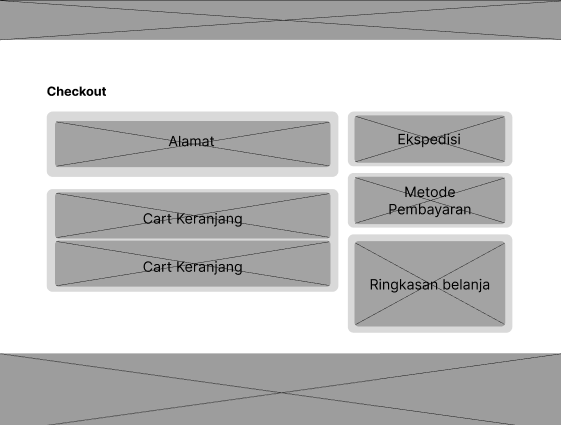 Checkout
Alamat
Cart Keranjang
Cart Keranjang
Ekspedisi
Metode
Pembayaran
Ringkasan belanja